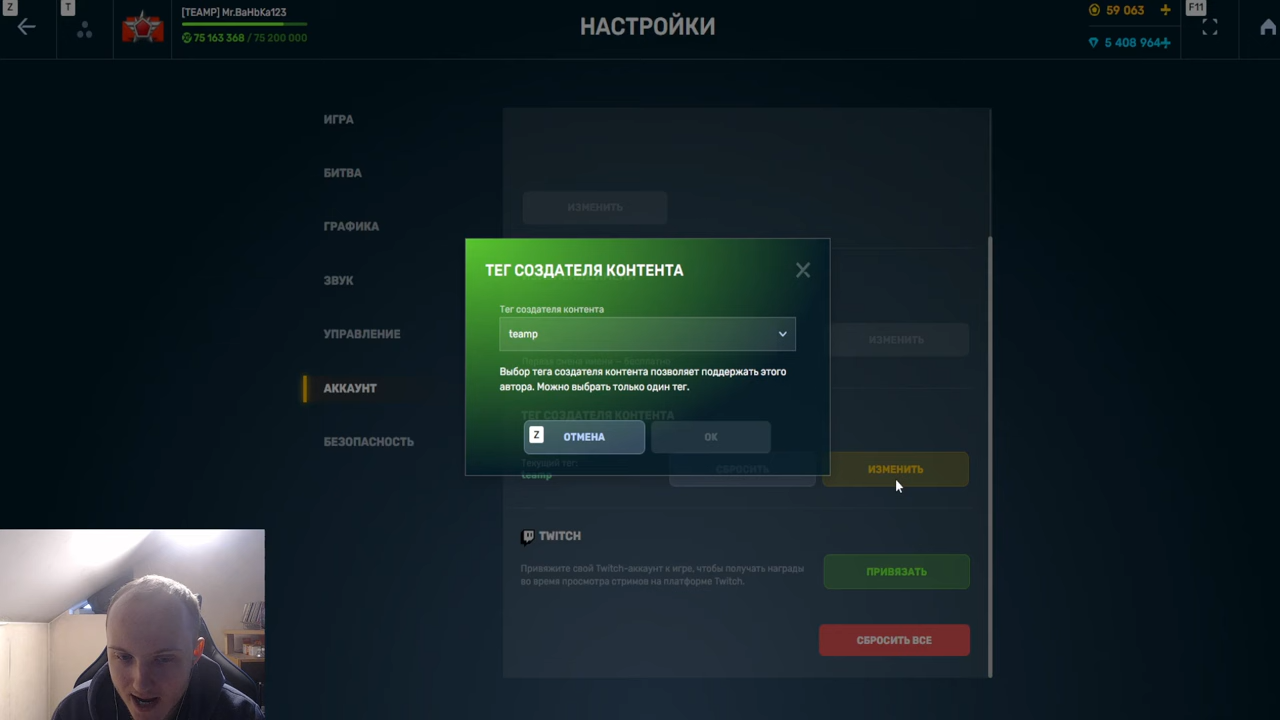 Z
T
[TEAMP] Mr.BaHbKa123
75 163 368 / 75 200 000
НАСТРОЙКИ
59 063 +
5 408 964+
F11
ИГРА
БИТВА
ГРАФИКА
ЗВУК
УПРАВЛЕНИЕ
АККАУНТ
БЕЗОПАСНОСТЬ
ИЗМЕНИТЬ
ТЕГ СОЗДАТЕЛЯ КОНТЕНТА
Тег создателя контента
teamp
ИЗМЕНИТЬ
Выбор тега создателя контента позволяет поддержать этого
автора. Можно выбрать только один тег.
ТЕГ СОЗДАТЕЛЯ КОНТЕНТА
Z ОТМЕНА
ОК
Текущий тег:
teamp
СБРОСИТЬ
ИЗМЕНИТЬ
TWITCH
Привяжите свой Twitch-аккаунт к игре, чтобы получать награды
во время просмотра стримов на платформе Twitch.
ПРИВЯЗАТЬ
СБРОСИТЬ ВСЕ